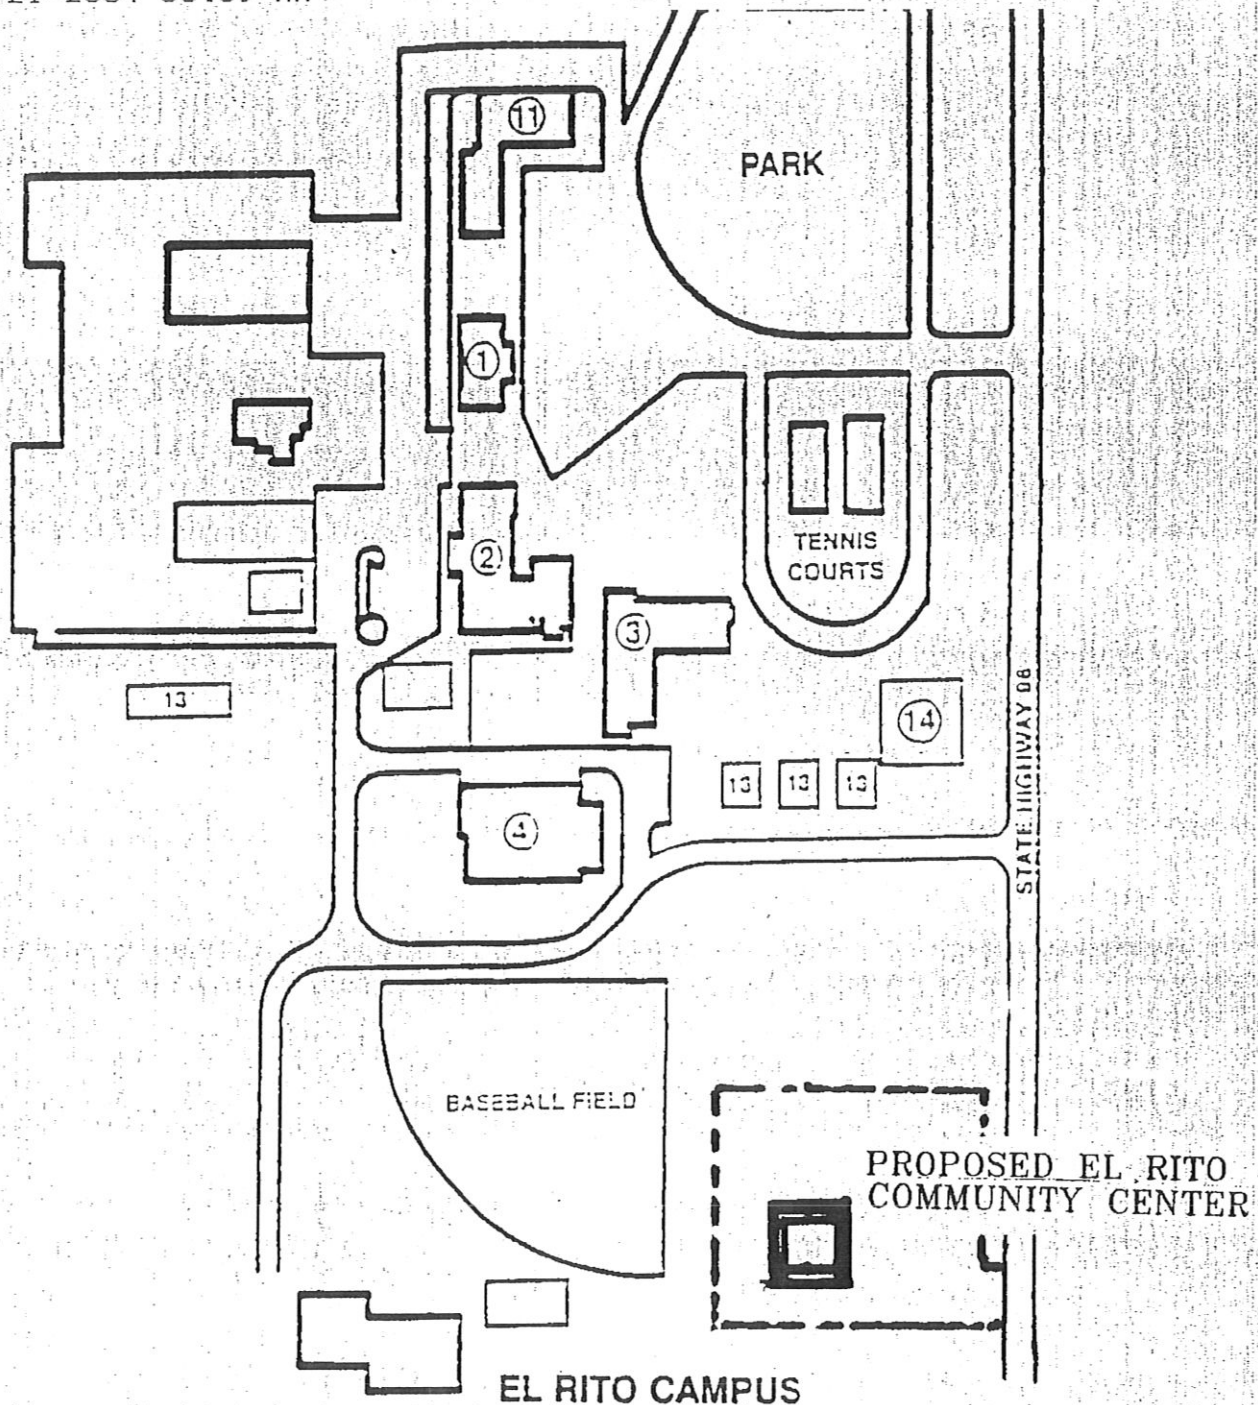 11
PARK
1
2
TENNIS
COURTS
3
13
14
13 13 13
4
STATE HIGHWAY
BASEBALL FIELD
PROPOSED EL RITO
COMMUNITY CENTER
EL RITO CAMPUS